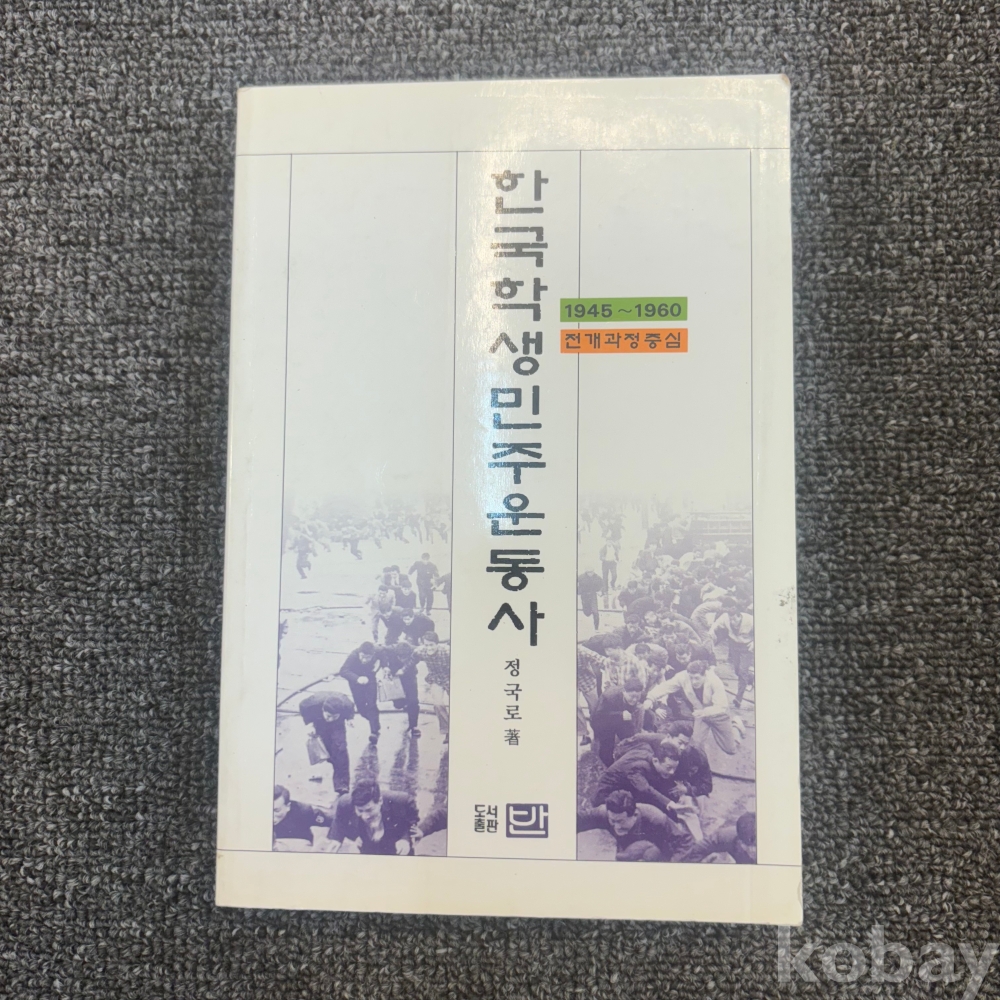 한국학생민주운동사
1945~1960
전개과정중심
정국로 著
도서출판 반
kobay